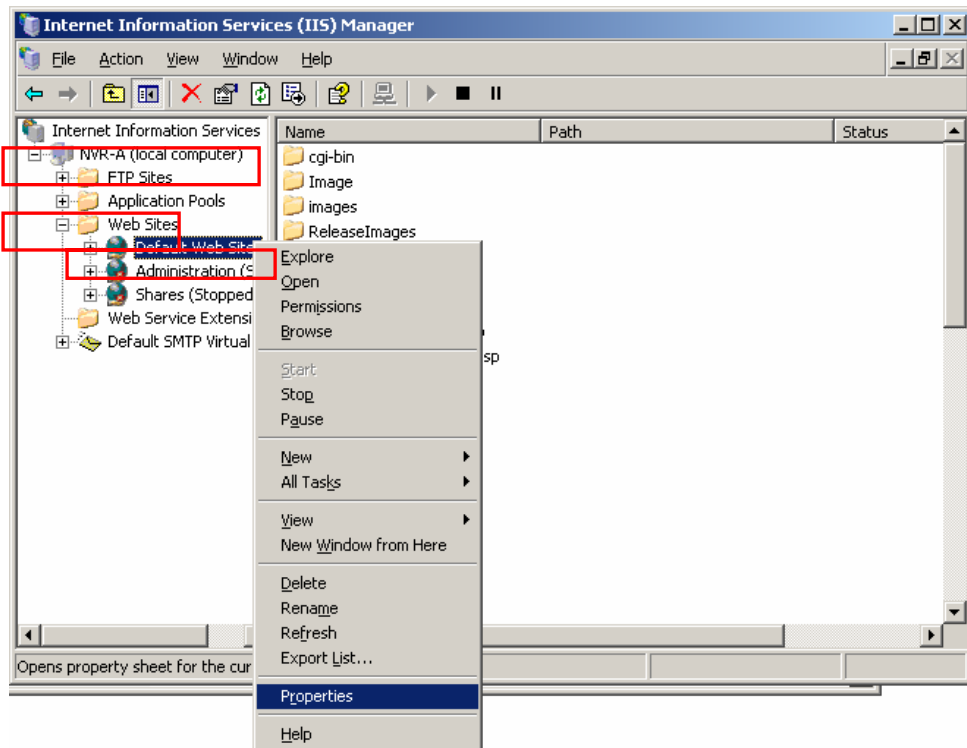 Internet Information Services (IIS) Manager
File Action View Window Help
Internet Information Services
NVR-A (local computer)
FTP Sites
Application Pools
Web Sites
Default Web Site
Administration (S
Shares (Stopped
Web Service Extensi
Default SMTP Virtual
Name Path Status
cgi-bin
Image
images
ReleaseImages
sp
Explore
Open
Permissions
Browse
Start
Stop
Pause
New
All Tasks
View
New Window from Here
Delete
Rename
Refresh
Export List...
Properties
Help
Opens property sheet for the cur